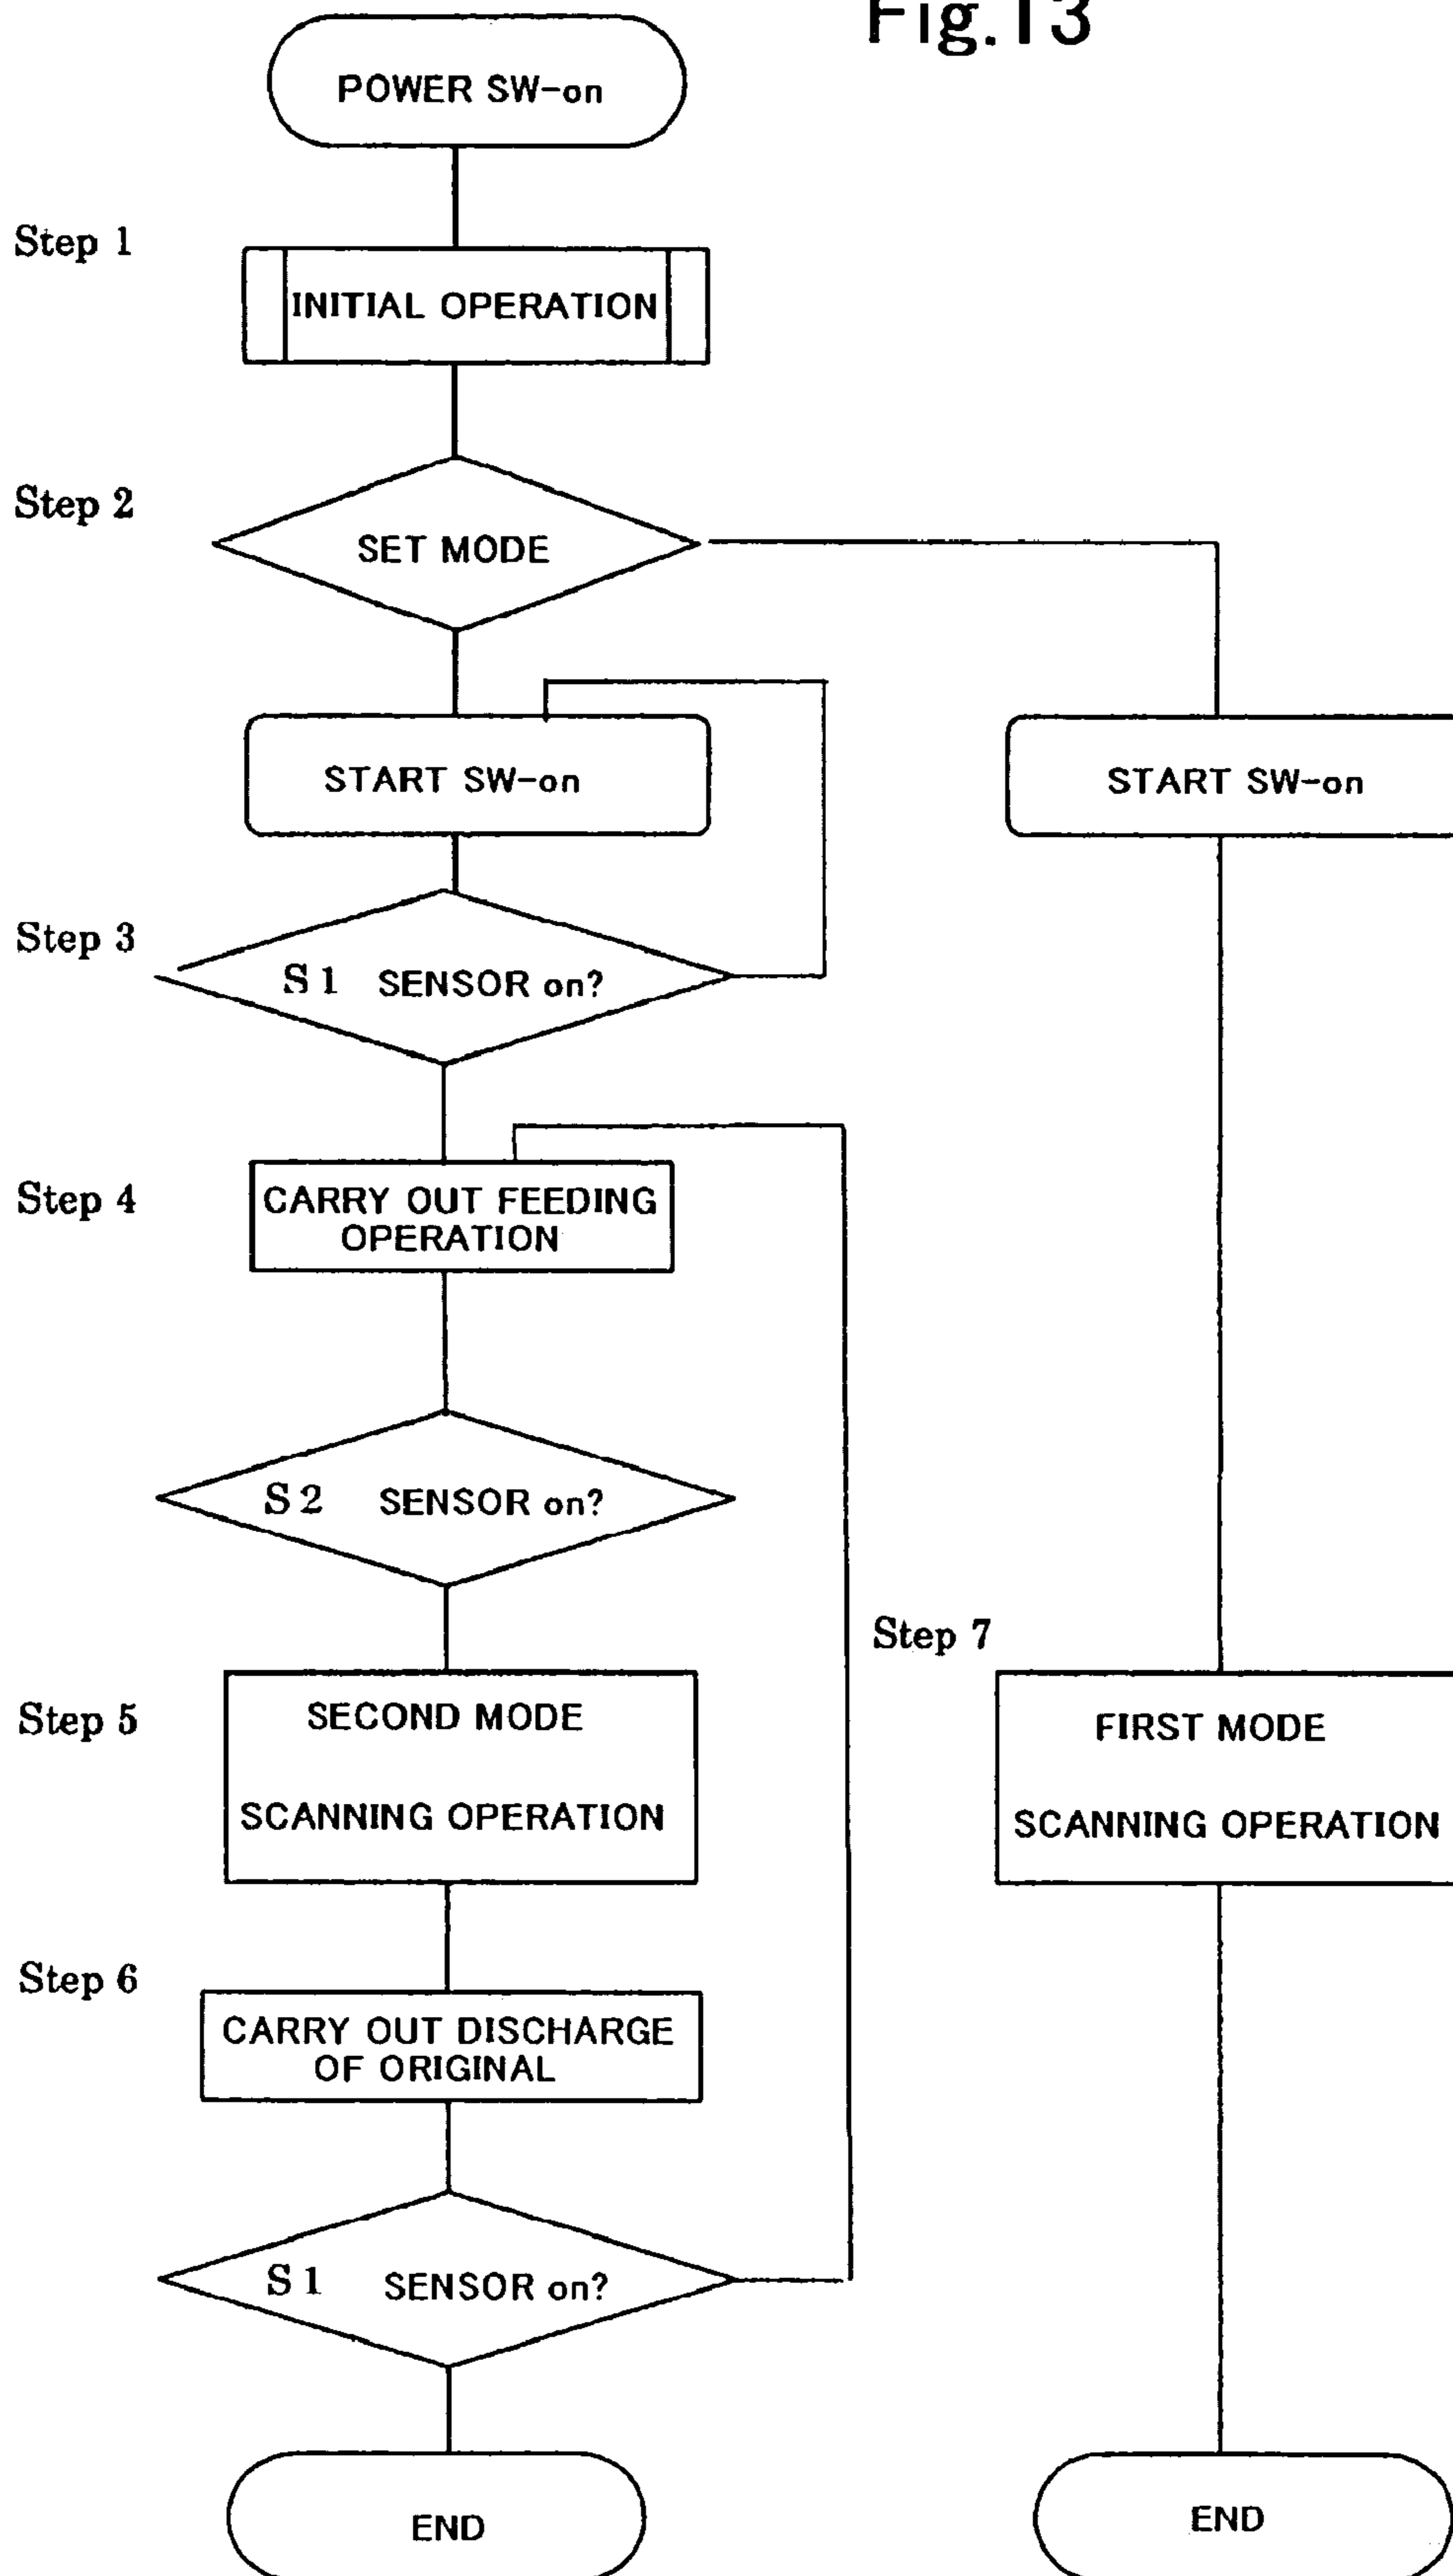 Fig.13
POWER SW-on
Step 1
INITIAL OPERATION
Step 2
SET MODE
START SW-on
START SW-on
Step 3
S1 SENSOR on?
Step 4
CARRY OUT FEEDING
OPERATION
S2 SENSOR on?
Step 5
SECOND MODE
SCANNING OPERATION
Step 7
FIRST MODE
SCANNING OPERATION
Step 6
CARRY OUT DISCHARGE
OF ORIGINAL
S1 SENSOR on?
END
END